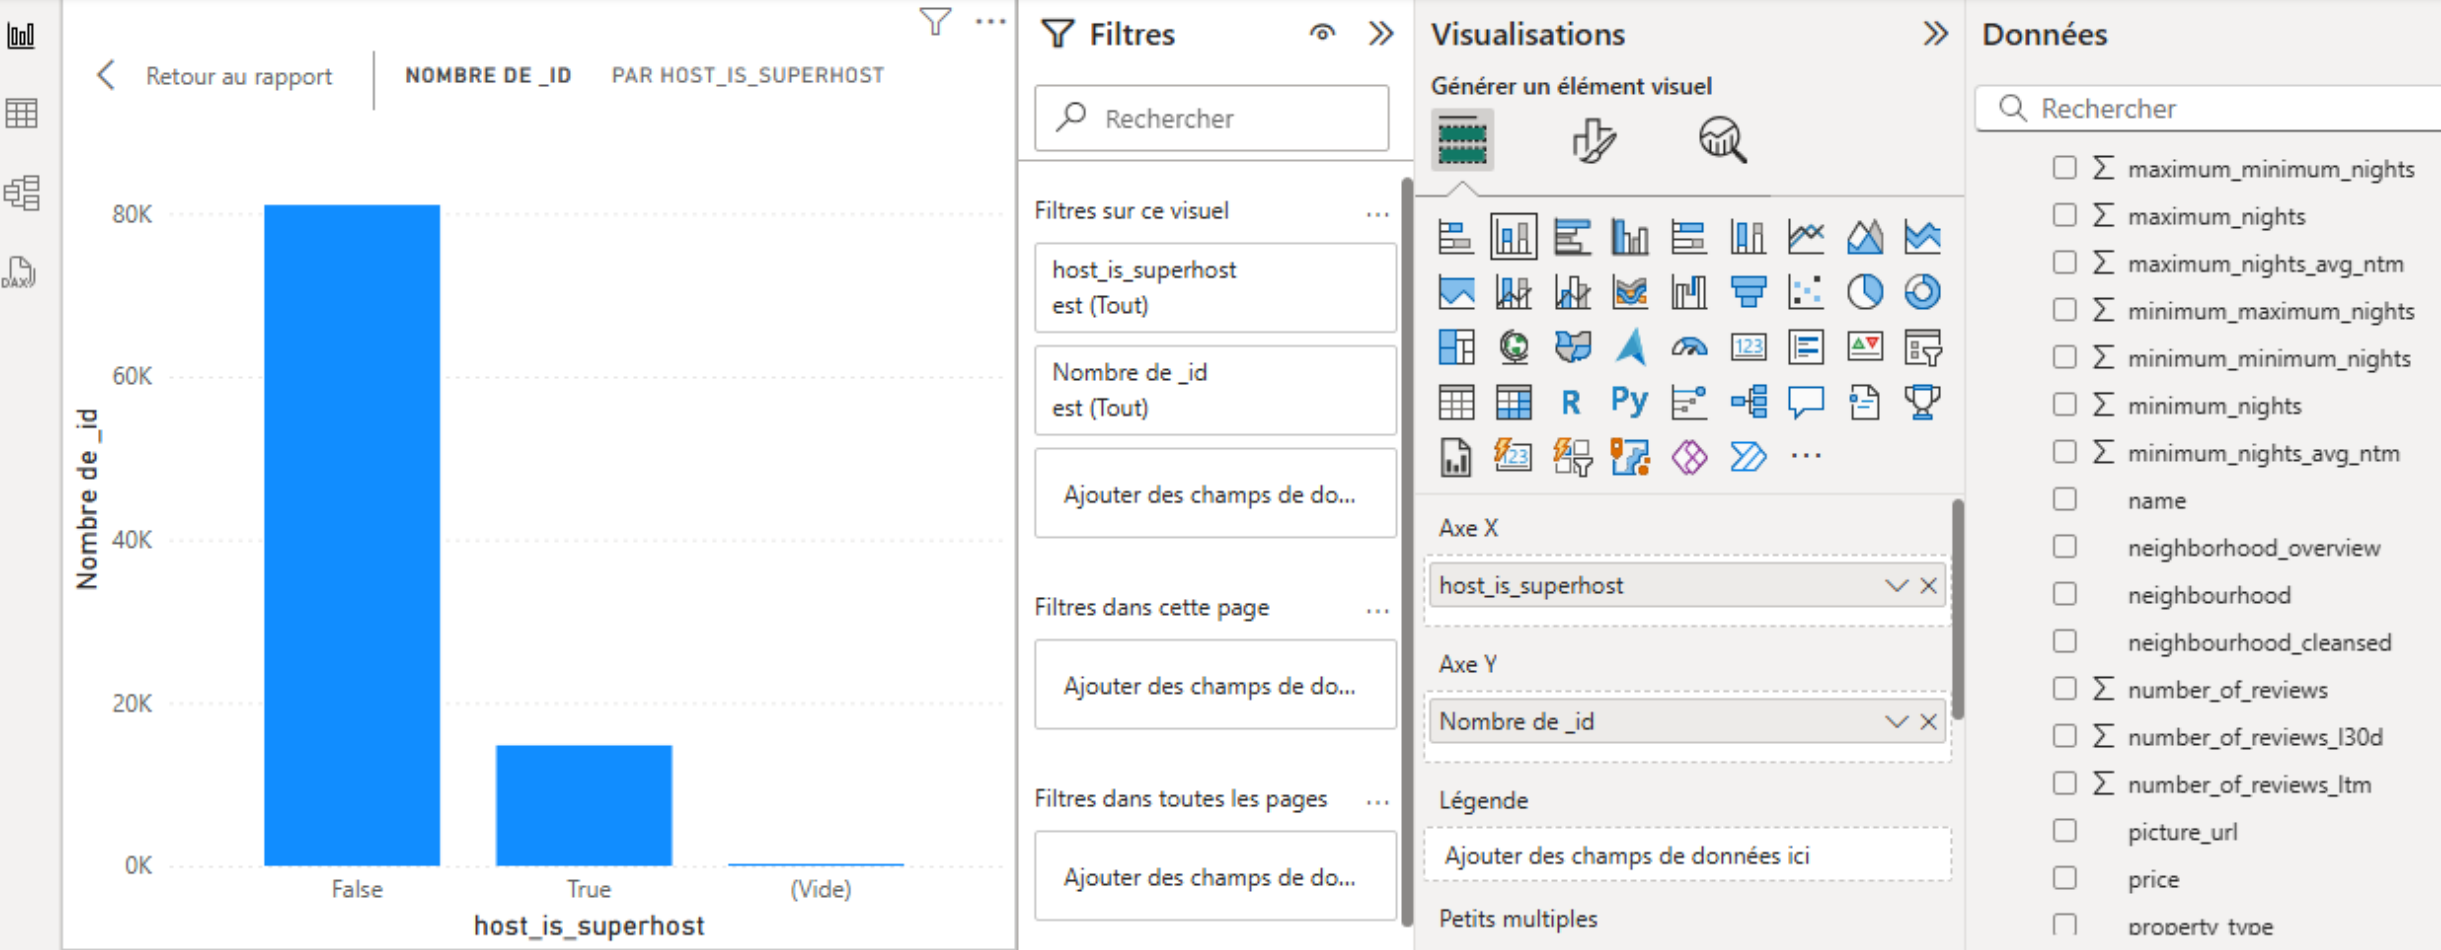 Retour au rapport
NOMBRE DE _ID
PAR HOST_IS_SUPERHOST
80K
60K
40K
20K
0K
Nombre de _id
False
True
(Vide)
host_is_superhost
DAX
Filtres
Rechercher
Filtres sur ce visuel
host_is_superhost
est (Tout)
Nombre de _id
est (Tout)
Ajouter des champs de do...
Filtres dans cette page
Ajouter des champs de do...
Filtres dans toutes les pages
Ajouter des champs de do...
Visualisations
Générer un élément visuel
123
R
Py
123
Axe X
host_is_superhost
Axe Y
Nombre de _id
Légende
Ajouter des champs de données ici
Petits multiples
Données
Rechercher
maximum_minimum_nights
maximum_nights
maximum_nights_avg_ntm
minimum_maximum_nights
minimum_minimum_nights
minimum_nights
minimum_nights_avg_ntm
name
neighborhood_overview
neighbourhood
neighbourhood_cleansed
number_of_reviews
number_of_reviews_l30d
number_of_reviews_ltm
picture_url
price
property_type